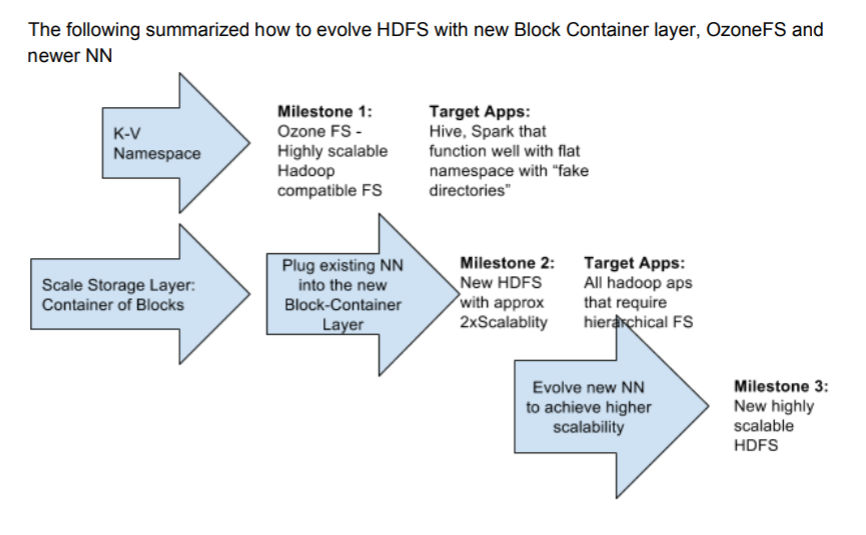 The following summarized how to evolve HDFS with new Block Container layer, OzoneFS and
newer NN
K-V
Namespace
Milestone 1:
Ozone FS -
Highly scalable
Hadoop
compatible FS
Target Apps:
Hive, Spark that
function well with flat
namespace with “fake
directories”
Scale Storage Layer:
Container of Blocks
Plug existing NN
into the new
Block-Container
Layer
Milestone 2:
New HDFS
with approx
2xScalablity
Target Apps:
All hadoop aps
that require
hierarchical FS
Evolve new NN
to achieve higher
scalability
Milestone 3:
New highly
scalable
HDFS